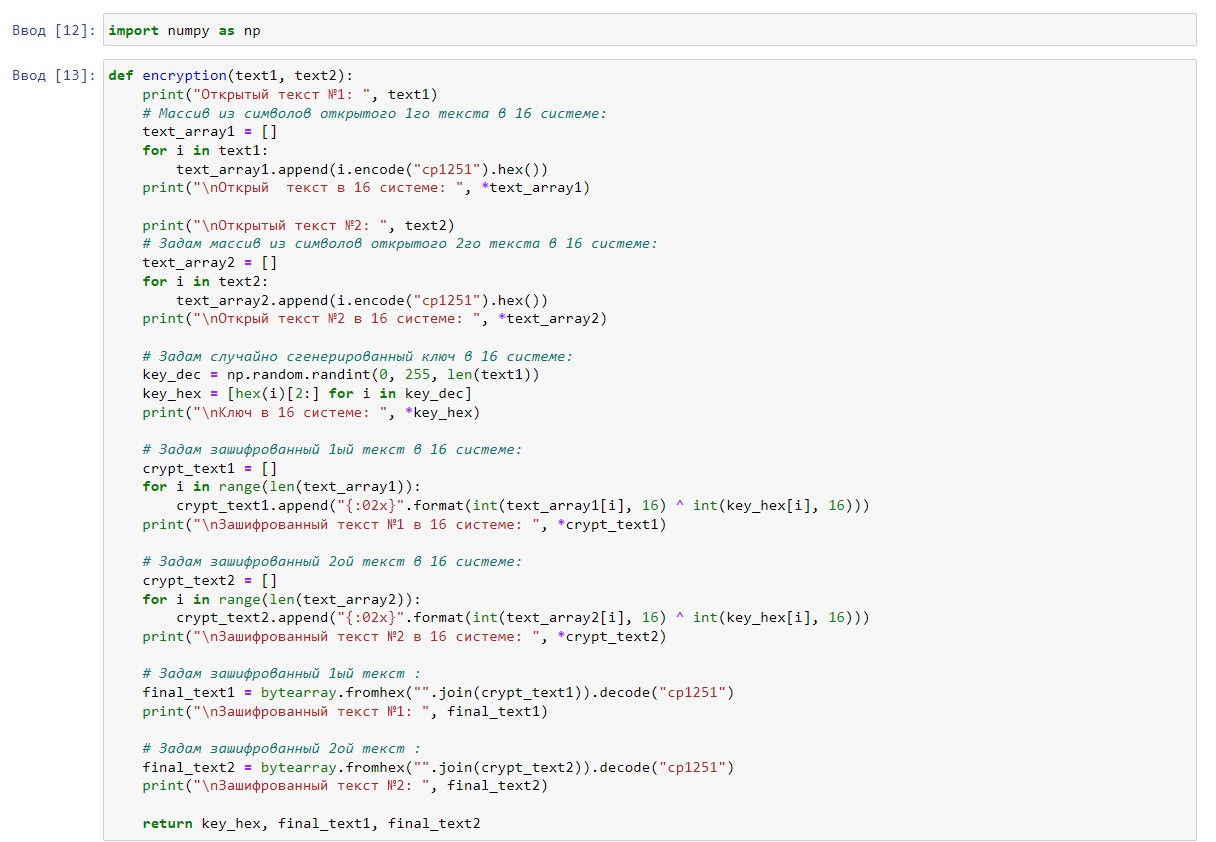 Ввод [12]: import numpy as np
Ввод [13]: def encryption(text1, text2):
    print("Открытый текст №1: ", text1)
    # Массив из символов открытого 1го текста в 16 системе:
    text_array1 = []
    for i in text1:
        text_array1.append(i.encode("cp1251").hex())
    print("\nОткрый  текст в 16 системе: ", *text_array1)

    print("\nОткрытый текст №2: ", text2)
    # Задам массив из символов открытого 2го текста в 16 системе:
    text_array2 = []
    for i in text2:
        text_array2.append(i.encode("cp1251").hex())
    print("\nОткрый текст №2 в 16 системе: ", *text_array2)

    # Задам случайно сгенерированный ключ в 16 системе:
    key_dec = np.random.randint(0, 255, len(text1))
    key_hex = [hex(i)[2:] for i in key_dec]
    print("\nКлюч в 16 системе: ", *key_hex)

    # Задам зашифрованный 1ый текст в 16 системе:
    crypt_text1 = []
    for i in range(len(text_array1)):
        crypt_text1.append("{:02x}".format(int(text_array1[i], 16) ^ int(key_hex[i], 16)))
    print("\nЗашифрованный текст №1 в 16 системе: ", *crypt_text1)

    # Задам зашифрованный 2ой текст в 16 системе:
    crypt_text2 = []
    for i in range(len(text_array2)):
        crypt_text2.append("{:02x}".format(int(text_array2[i], 16) ^ int(key_hex[i], 16)))
    print("\nЗашифрованный текст №2 в 16 системе: ", *crypt_text2)

    # Задам зашифрованный 1ый текст :
    final_text1 = bytearray.fromhex("".join(crypt_text1)).decode("cp1251")
    print("\nЗашифрованный текст №1: ", final_text1)

    # Задам зашифрованный 2ой текст :
    final_text2 = bytearray.fromhex("".join(crypt_text2)).decode("cp1251")
    print("\nЗашифрованный текст №2: ", final_text2)

    return key_hex, final_text1, final_text2